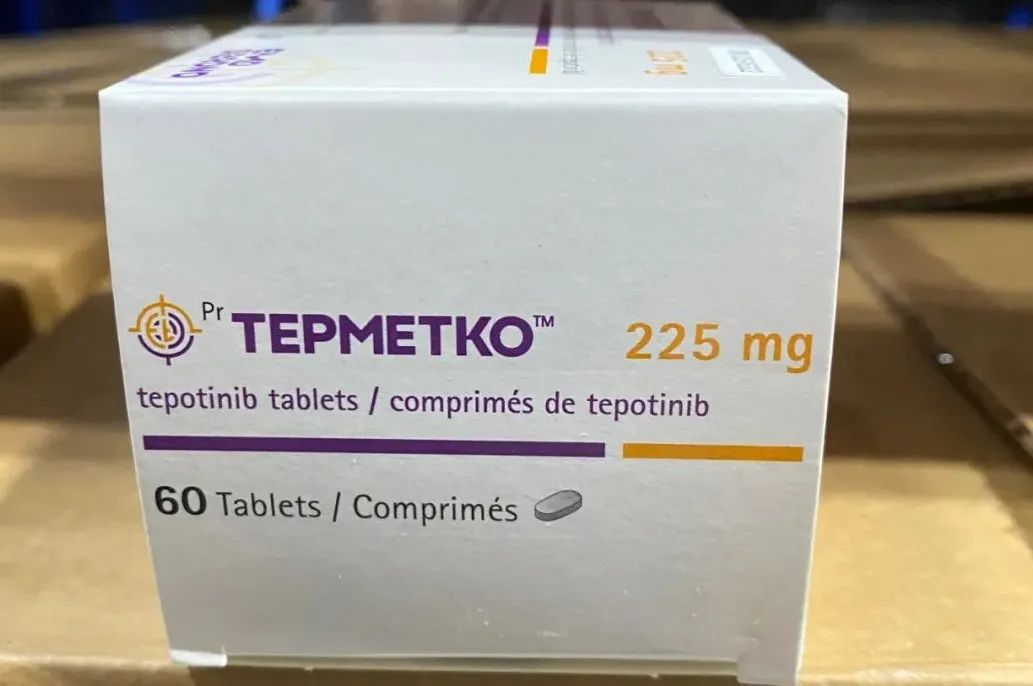 Pr TEPMETKO™ 225 mg
tepotinib tablets / comprimés de tepotinib
60 Tablets / Comprimés